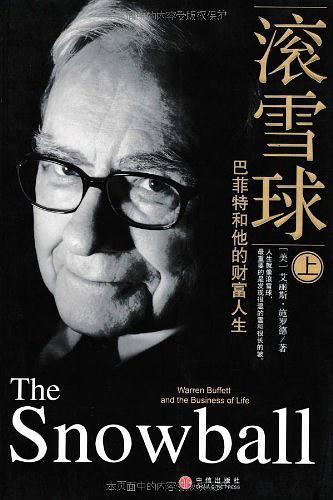 滚雪球
上
巴菲特和他的财富人生
［美］艾丽斯·施罗德/著
人生就像滚雪球，
最重要的是发现很湿的雪和很长的坡。
The
Warren Buffett
and the Business of Life
Snowball
中信出版社
CHINA CITIC PRESS